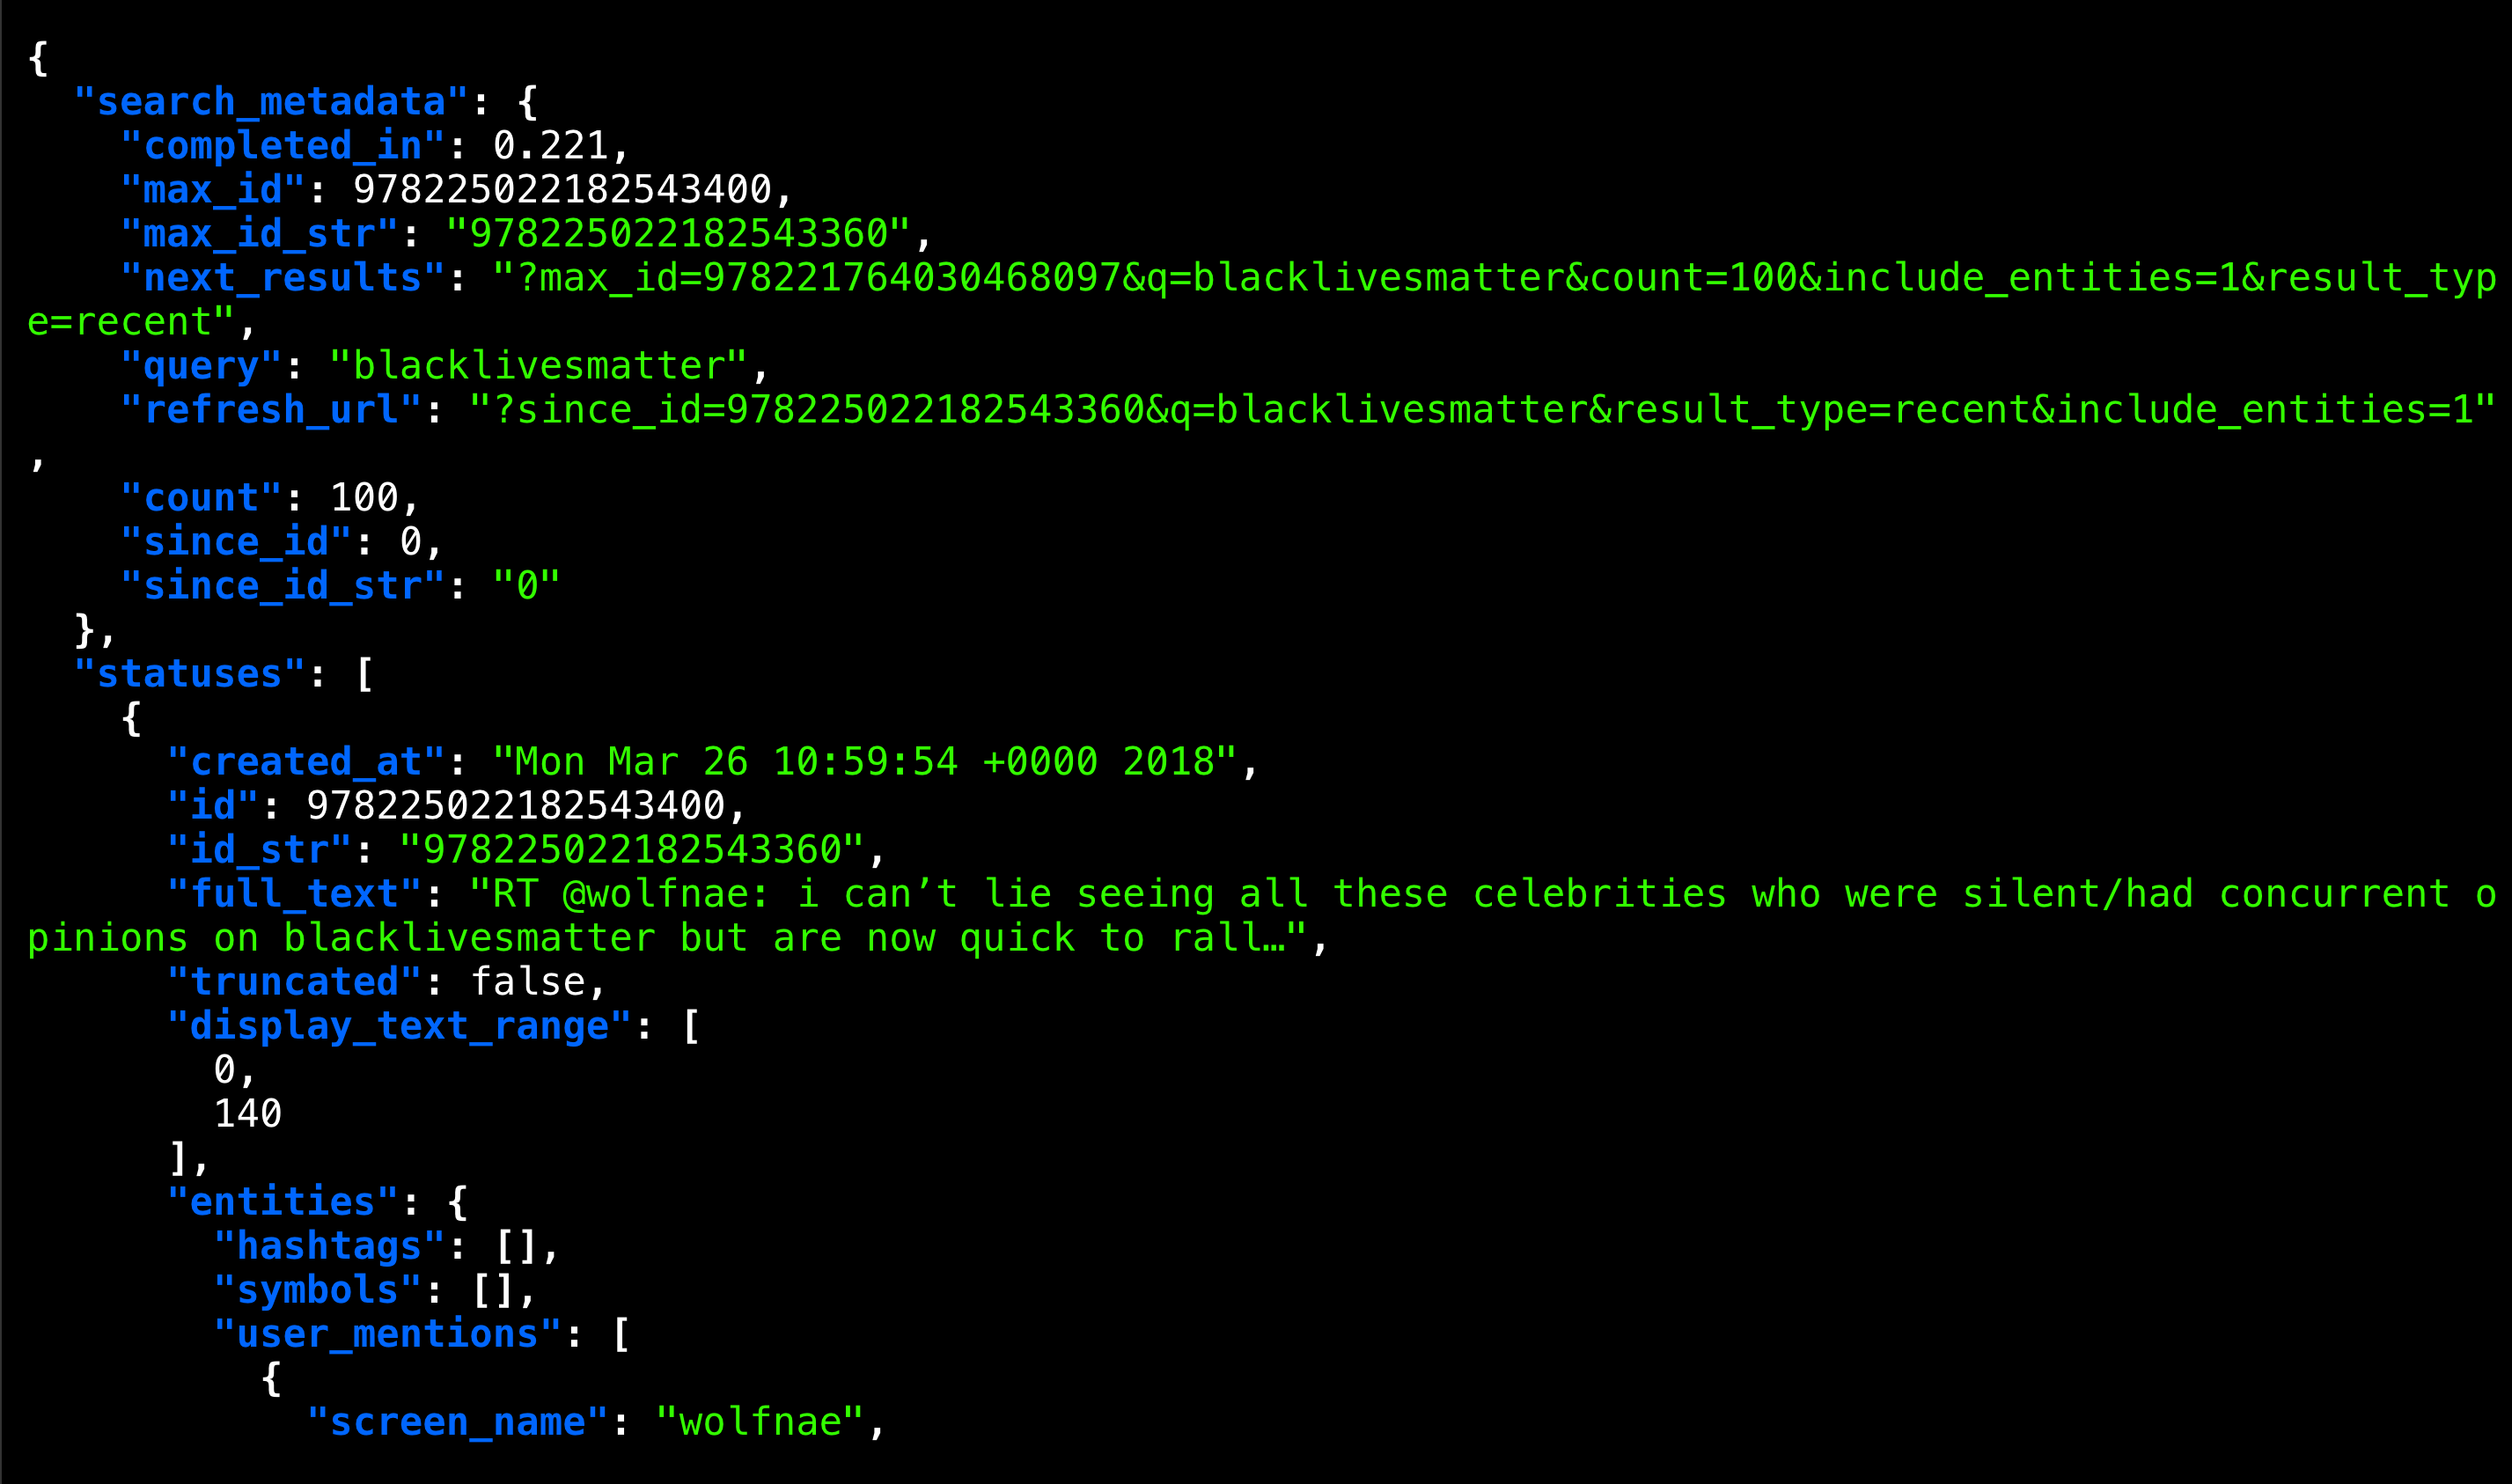 {
  "search_metadata": {
    "completed_in": 0.221,
    "max_id": 978225022182543400,
    "max_id_str": "978225022182543360",
    "next_results": "?max_id=978221764030468097&q=blacklivesmatter&count=100&include_entities=1&result_typ
e=recent",
    "query": "blacklivesmatter",
    "refresh_url": "?since_id=978225022182543360&q=blacklivesmatter&result_type=recent&include_entities=1"
,
    "count": 100,
    "since_id": 0,
    "since_id_str": "0"
  },
  "statuses": [
    {
      "created_at": "Mon Mar 26 10:59:54 +0000 2018",
      "id": 978225022182543400,
      "id_str": "978225022182543360",
      "full_text": "RT @wolfnae: i can’t lie seeing all these celebrities who were silent/had concurrent o
pinions on blacklivesmatter but are now quick to rall…",
      "truncated": false,
      "display_text_range": [
        0,
        140
      ],
      "entities": {
        "hashtags": [],
        "symbols": [],
        "user_mentions": [
          {
            "screen_name": "wolfnae",